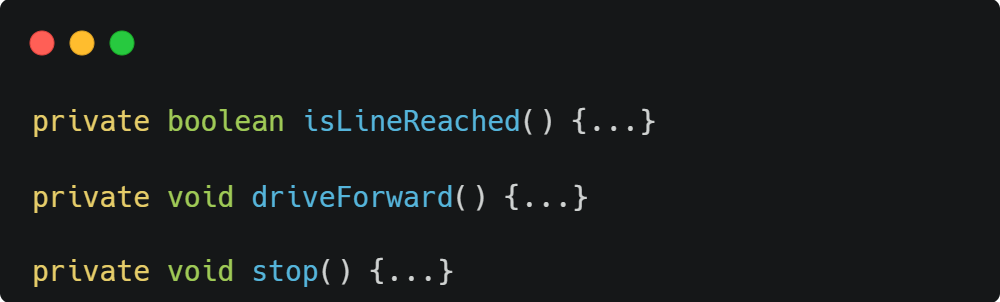 private boolean isLineReached() {...}
private void driveForward() {...}
private void stop() {...}